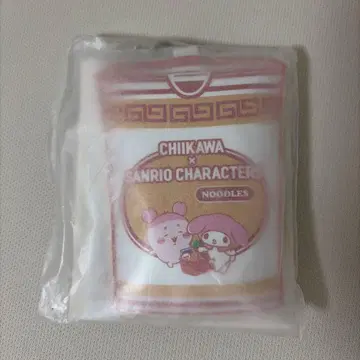 CHIIKAWA
×
SANRIO CHARACTERS
NOODLES